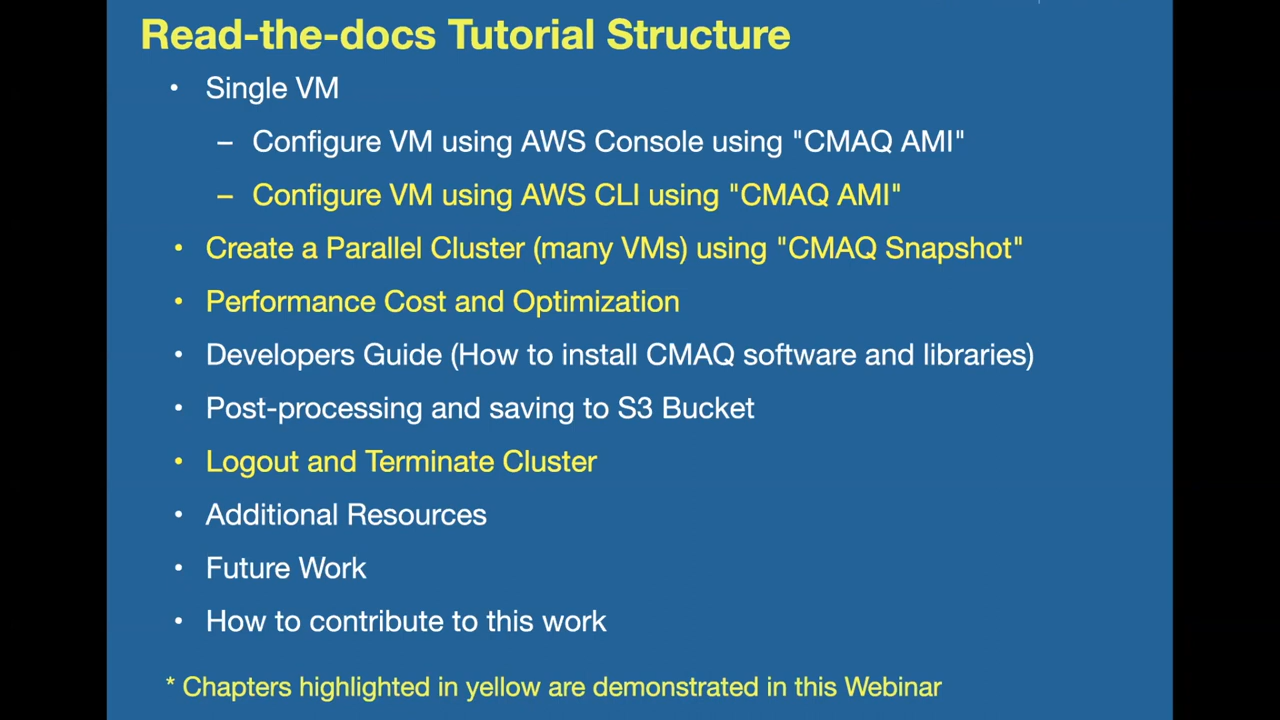 Read-the-docs Tutorial Structure
• Single VM
– Configure VM using AWS Console using "CMAQ AMI"
– Configure VM using AWS CLI using "CMAQ AMI"
• Create a Parallel Cluster (many VMs) using "CMAQ Snapshot"
• Performance Cost and Optimization
• Developers Guide (How to install CMAQ software and libraries)
• Post-processing and saving to S3 Bucket
• Logout and Terminate Cluster
• Additional Resources
• Future Work
• How to contribute to this work
* Chapters highlighted in yellow are demonstrated in this Webinar